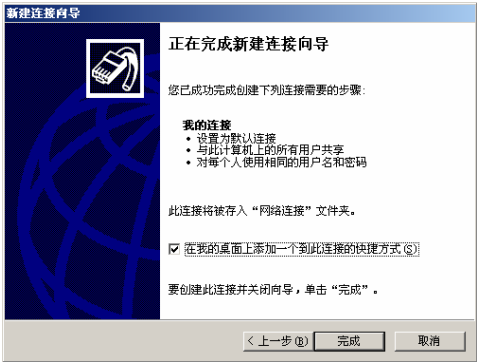 新建连接向导
正在完成新建连接向导
您已成功完成创建下列连接需要的步骤:
我的连接
• 设置为默认连接
• 与此计算机上的所有用户共享
• 对每个人使用相同的用户名和密码
此连接将被存入“网络连接”文件夹。
在我的桌面上添加一个到此连接的快捷方式(S)
要创建此连接并关闭向导，单击“完成”。
< 上一步(B) 完成 取消